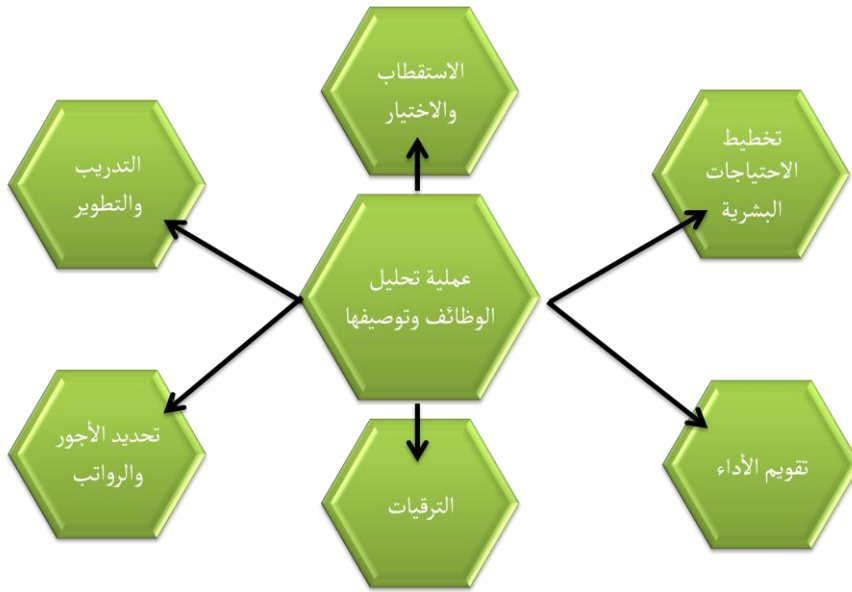 الاستقطاب
والاختيار
تخطيط
الاحتياجات
البشرية
التدريب
والتطوير
عملية تحليل
الوظائف وتوصيفها
تقويم الأداء
تحديد الأجور
والرواتب
الترقيات